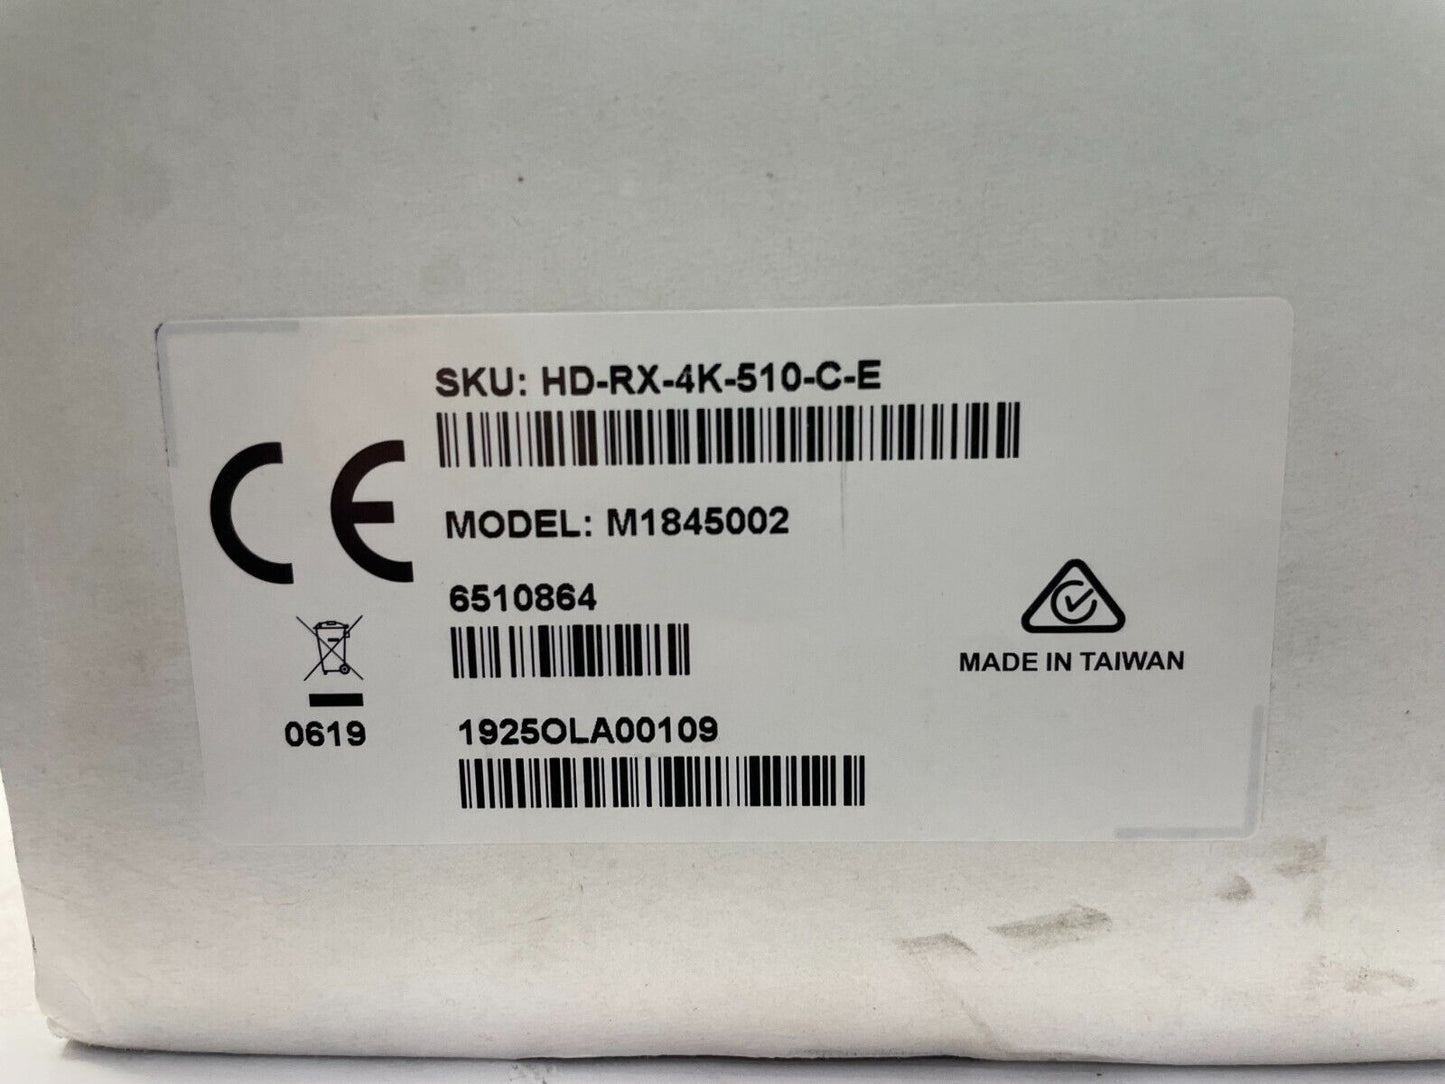 SKU: HD-RX-4K-510-C-E
CE
MODEL: M1845002
6510864
MADE IN TAIWAN
0619
1925OLA00109